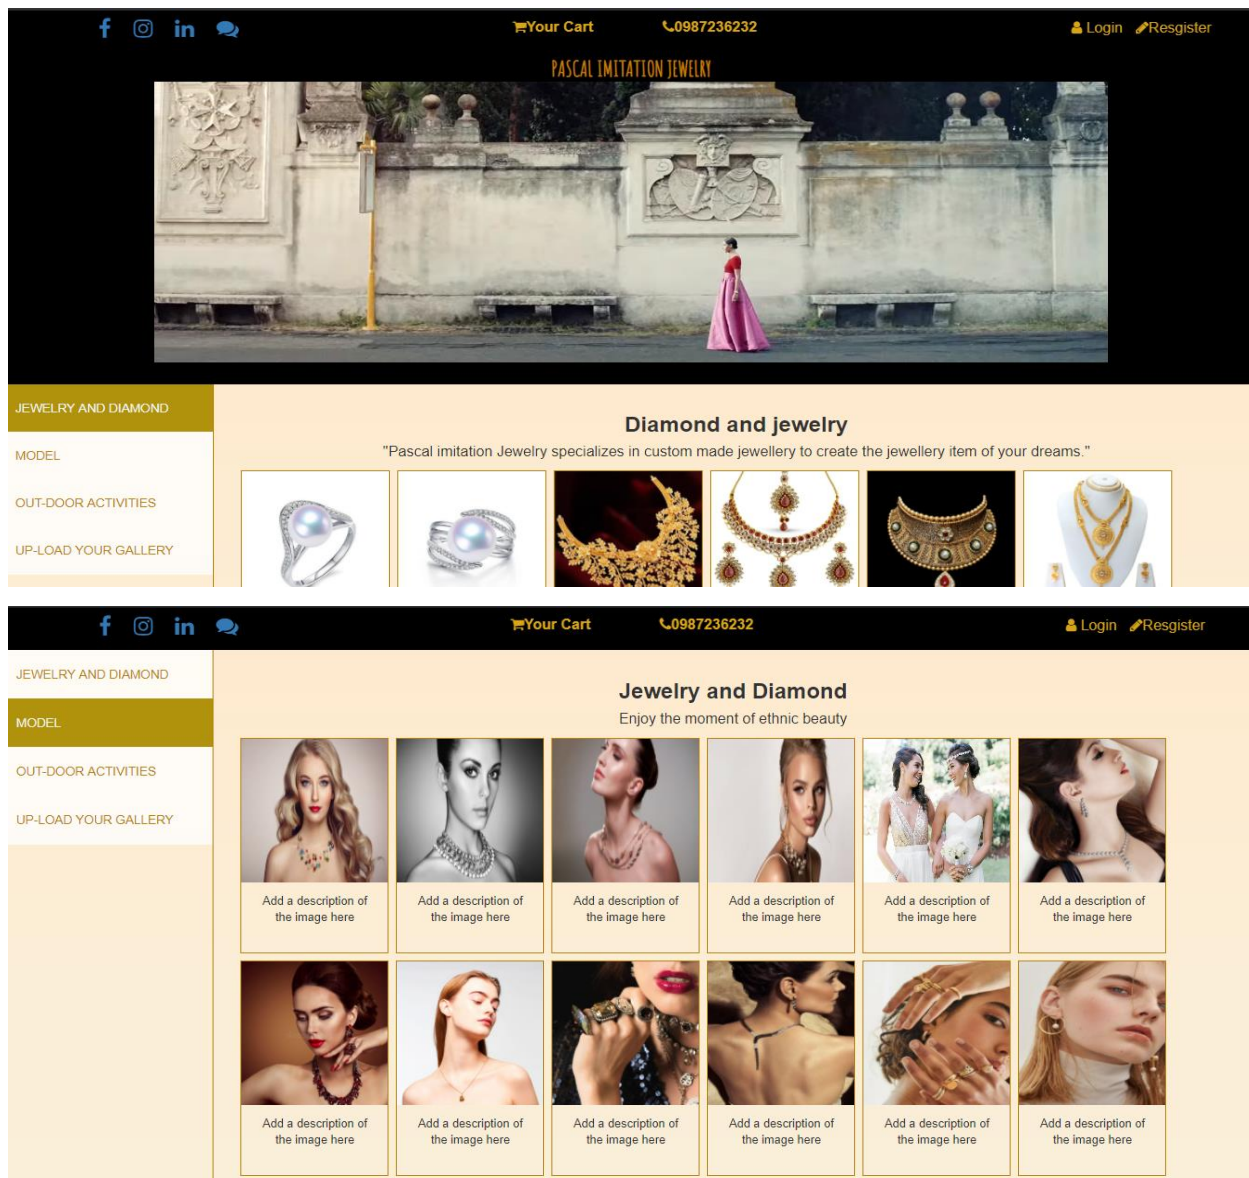 Your Cart 0987236232 Login Resgister
PASCAL IMITATION JEWELRY
JEWELRY AND DIAMOND
MODEL
OUT-DOOR ACTIVITIES
UP-LOAD YOUR GALLERY
Diamond and jewelry
"Pascal imitation Jewelry specializes in custom made jewellery to create the jewellery item of your dreams."
Your Cart 0987236232 Login Resgister
JEWELRY AND DIAMOND
MODEL
OUT-DOOR ACTIVITIES
UP-LOAD YOUR GALLERY
Jewelry and Diamond
Enjoy the moment of ethnic beauty
Add a description of
the image here
Add a description of
the image here
Add a description of
the image here
Add a description of
the image here
Add a description of
the image here
Add a description of
the image here
Add a description of
the image here
Add a description of
the image here
Add a description of
the image here
Add a description of
the image here
Add a description of
the image here
Add a description of
the image here